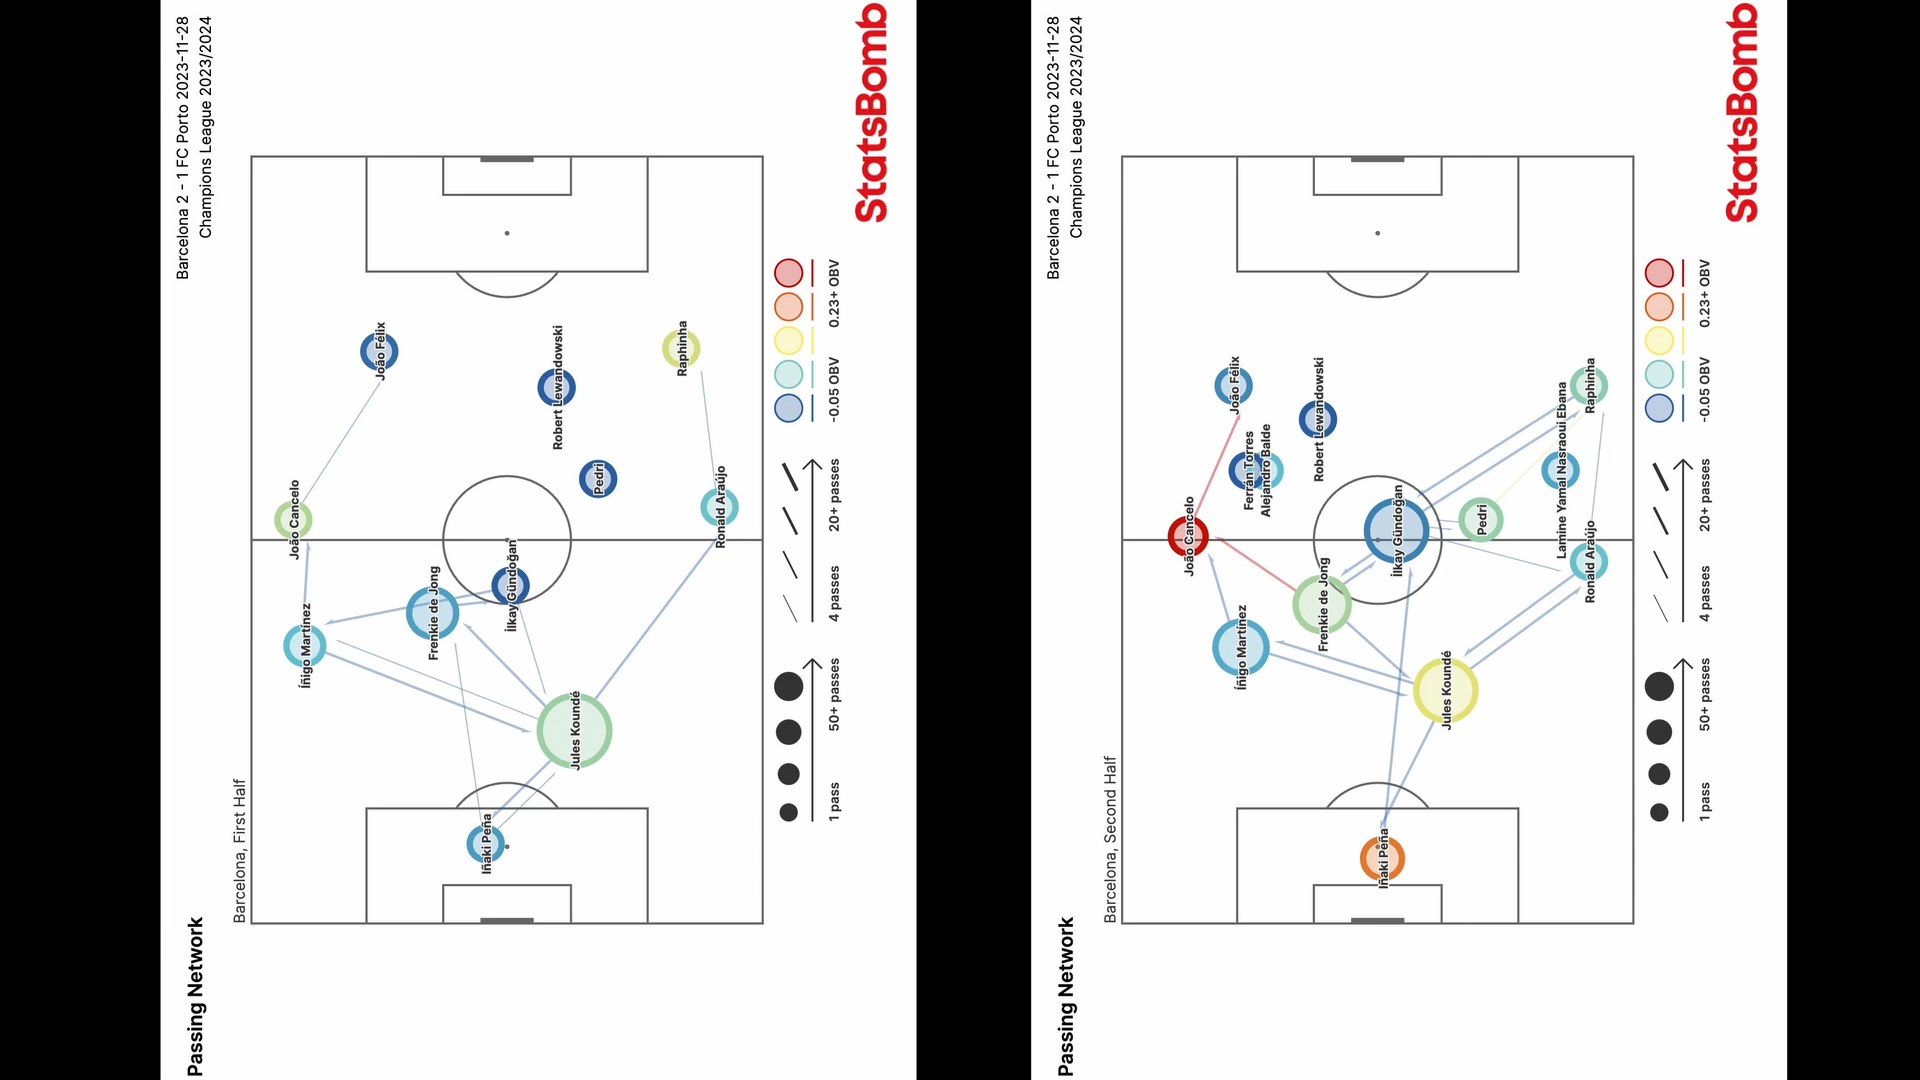 Passing Network
Barcelona 2 - 1 FC Porto 2023-11-28
Champions League 2023/2024
Barcelona, First Half
João Cancelo
João Félix
Íñigo Martínez
Frenkie de Jong
İlkay Gündoğan
Robert Lewandowski
Pedri
Raphinha
Ronald Araújo
Jules Koundé
Iñaki Peña
1 pass
50+ passes
4 passes
20+ passes
-0.05 OBV
0.23+ OBV
StatsBomb
Passing Network
Barcelona 2 - 1 FC Porto 2023-11-28
Champions League 2023/2024
Barcelona, Second Half
João Cancelo
João Félix
Ferrán Torres
Alejandro Balde
Íñigo Martínez
Robert Lewandowski
Frenkie de Jong
İlkay Gündoğan
Jules Koundé
Pedri
Lamine Yamal Nasraoui Ebana
Raphinha
Ronald Araújo
Iñaki Peña
1 pass
50+ passes
4 passes
20+ passes
-0.05 OBV
0.23+ OBV
StatsBomb